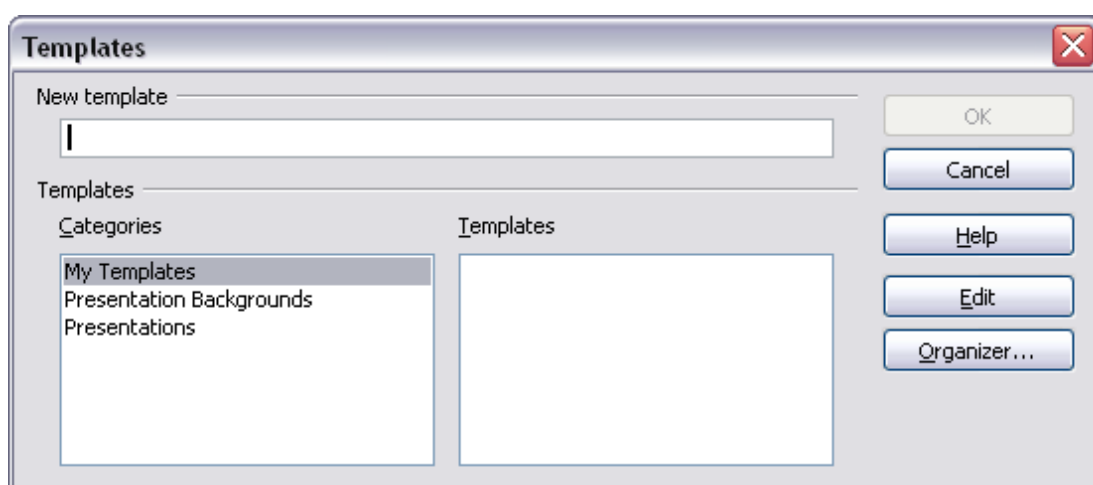 Templates
New template
OK
Cancel
Templates
Categories
Templates
Help
My Templates
Presentation Backgrounds
Presentations
Edit
Organizer...